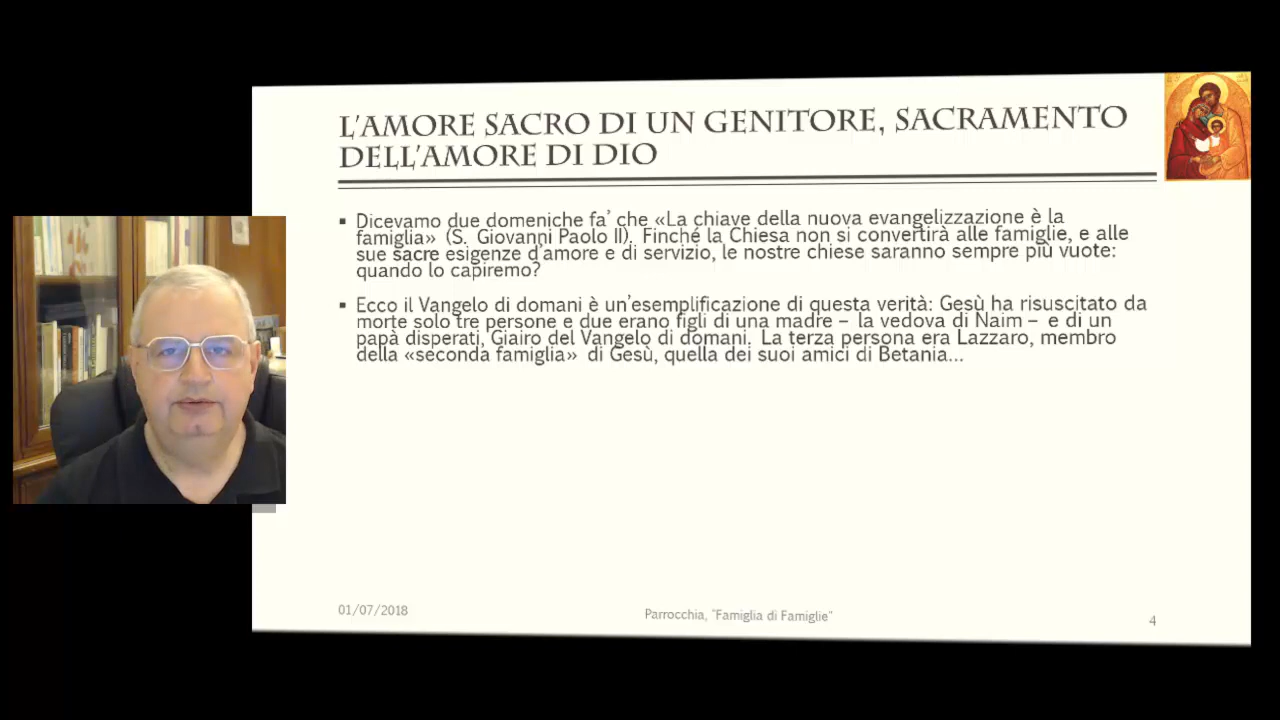 L'AMORE SACRO DI UN GENITORE, SACRAMENTO
DELL'AMORE DI DIO
▪ Dicevamo due domeniche fa' che «La chiave della nuova evangelizzazione è la
famiglia» (S. Giovanni Paolo II). Finché la Chiesa non si convertirà alle famiglie, e alle
sue sacre esigenze d'amore e di servizio, le nostre chiese saranno sempre più vuote:
quando lo capiremo?
▪ Ecco il Vangelo di domani è un'esemplificazione di questa verità: Gesù ha risuscitato da
morte solo tre persone e due erano figli di una madre – la vedova di Naim – e di un
papà disperati, Giairo del Vangelo di domani. La terza persona era Lazzaro, membro
della «seconda famiglia» di Gesù, quella dei suoi amici di Betania...
01/07/2018
Parrocchia, "Famiglia di Famiglie"
4